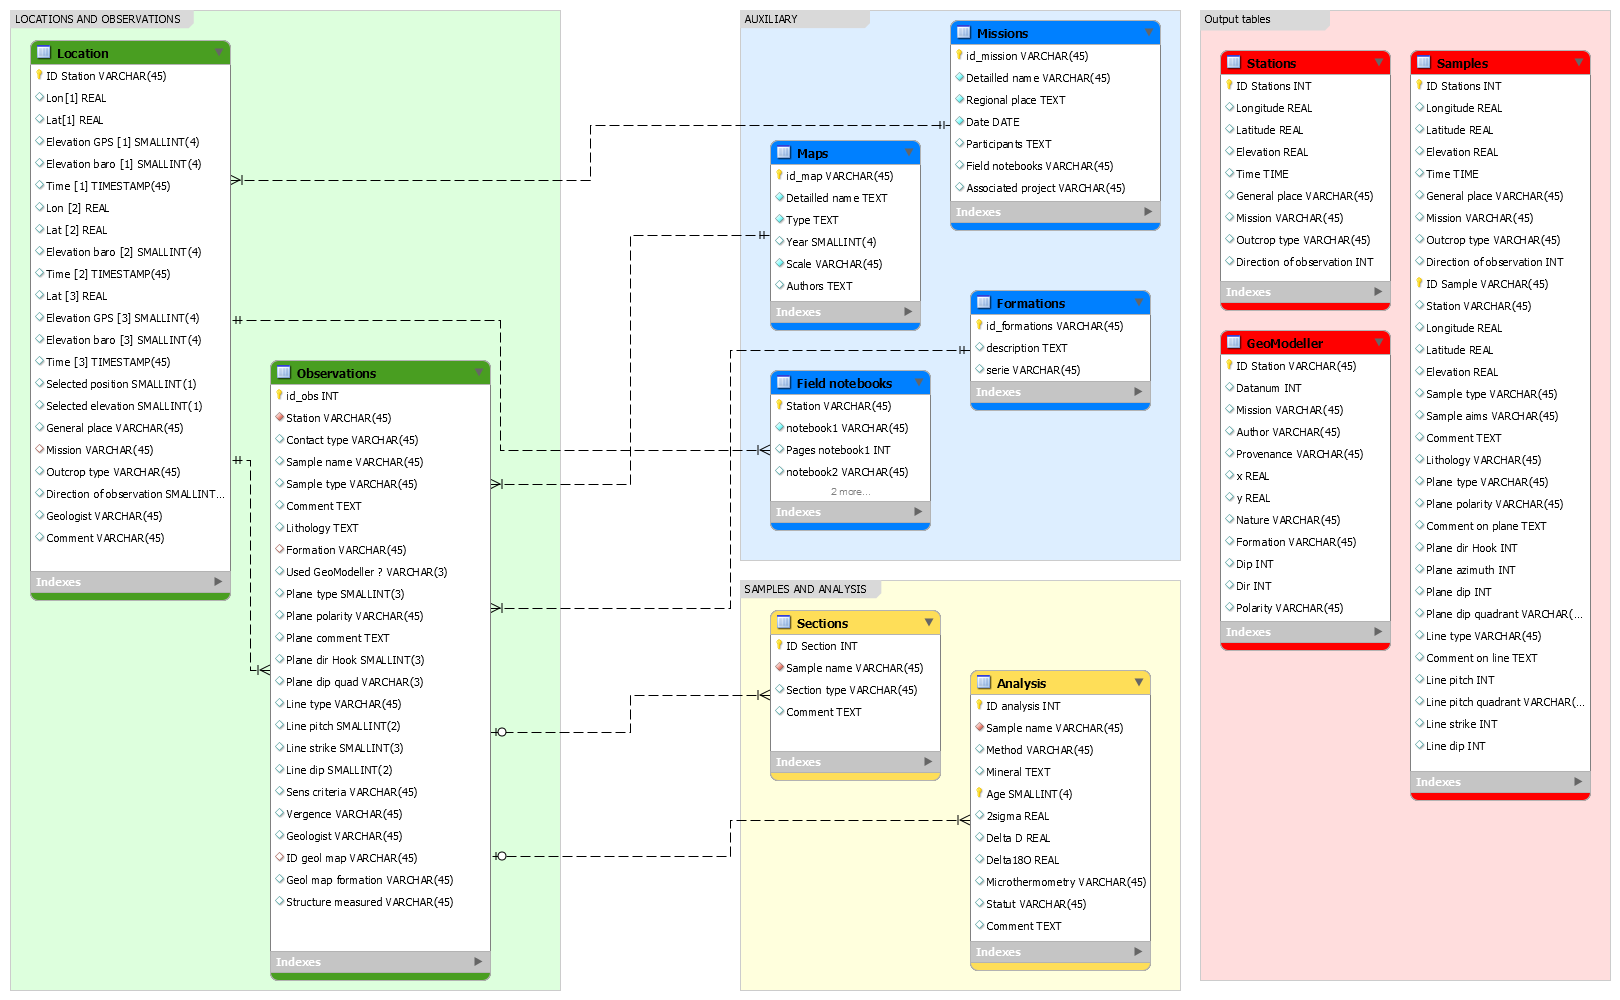 LOCATIONS AND OBSERVATIONS
Location
ID Station VARCHAR(45)
Lon[1] REAL
Lat[1] REAL
Elevation GPS [1] SMALLINT(4)
Elevation baro [1] SMALLINT(4)
Time [1] TIMESTAMP(45)
Lon [2] REAL
Lat [2] REAL
Elevation baro [2] SMALLINT(4)
Time [2] TIMESTAMP(45)
Lat [3] REAL
Elevation GPS [3] SMALLINT(4)
Elevation baro [3] SMALLINT(4)
Time [3] TIMESTAMP(45)
Selected position SMALLINT(1)
Selected elevation SMALLINT(1)
General place VARCHAR(45)
Mission VARCHAR(45)
Outcrop type VARCHAR(45)
Direction of observation SMALLINT...
Geologist VARCHAR(45)
Comment VARCHAR(45)
Indexes
Observations
id_obs INT
Station VARCHAR(45)
Contact type VARCHAR(45)
Sample name VARCHAR(45)
Sample type VARCHAR(45)
Comment TEXT
Lithology TEXT
Formation VARCHAR(45)
Used GeoModeller ? VARCHAR(3)
Plane type SMALLINT(3)
Plane polarity VARCHAR(45)
Plane comment TEXT
Plane dir Hook SMALLINT(3)
Plane dip quad VARCHAR(3)
Line type VARCHAR(45)
Line pitch SMALLINT(2)
Line strike SMALLINT(3)
Line dip SMALLINT(2)
Sens criteria VARCHAR(45)
Vergence VARCHAR(45)
Geologist VARCHAR(45)
ID geol map VARCHAR(45)
Geol map formation VARCHAR(45)
Structure measured VARCHAR(45)
Indexes
AUXILIARY
Missions
id_mission VARCHAR(45)
Detailled name VARCHAR(45)
Regional place TEXT
Date DATE
Participants TEXT
Field notebooks VARCHAR(45)
Associated project VARCHAR(45)
Indexes
Maps
id_map VARCHAR(45)
Detailled name TEXT
Type TEXT
Year SMALLINT(4)
Scale VARCHAR(45)
Authors TEXT
Indexes
Formations
id_formations VARCHAR(45)
description TEXT
serie VARCHAR(45)
Indexes
Field notebooks
Station VARCHAR(45)
notebook1 VARCHAR(45)
Pages notebook1 INT
notebook2 VARCHAR(45)
2 more...
Indexes
SAMPLES AND ANALYSIS
Sections
ID Section INT
Sample name VARCHAR(45)
Section type VARCHAR(45)
Comment TEXT
Indexes
Analysis
ID analysis INT
Sample name VARCHAR(45)
Method VARCHAR(45)
Mineral TEXT
Age SMALLINT(4)
2sigma REAL
Delta D REAL
Delta18O REAL
Microthermometry VARCHAR(45)
Statut VARCHAR(45)
Comment TEXT
Indexes
Output tables
Stations
ID Stations INT
Longitude REAL
Latitude REAL
Elevation REAL
Time TIME
General place VARCHAR(45)
Mission VARCHAR(45)
Outcrop type VARCHAR(45)
Direction of observation INT
Indexes
GeoModeller
ID Station VARCHAR(45)
Datanum INT
Mission VARCHAR(45)
Author VARCHAR(45)
Provenance VARCHAR(45)
x REAL
y REAL
Nature VARCHAR(45)
Formation VARCHAR(45)
Dip INT
Dir INT
Polarity VARCHAR(45)
Indexes
Samples
ID Stations INT
Longitude REAL
Latitude REAL
Elevation REAL
Time TIME
General place VARCHAR(45)
Mission VARCHAR(45)
Outcrop type VARCHAR(45)
Direction of observation INT
ID Sample VARCHAR(45)
Station VARCHAR(45)
Longitude REAL
Latitude REAL
Elevation REAL
Sample type VARCHAR(45)
Sample aims VARCHAR(45)
Comment TEXT
Lithology VARCHAR(45)
Plane type VARCHAR(45)
Plane polarity VARCHAR(45)
Comment on plane TEXT
Plane dir Hook INT
Plane azimuth INT
Plane dip INT
Plane dip quadrant VARCHAR(...
Line type VARCHAR(45)
Comment on line TEXT
Line pitch INT
Line pitch quadrant VARCHAR(...
Line strike INT
Line dip INT
Indexes